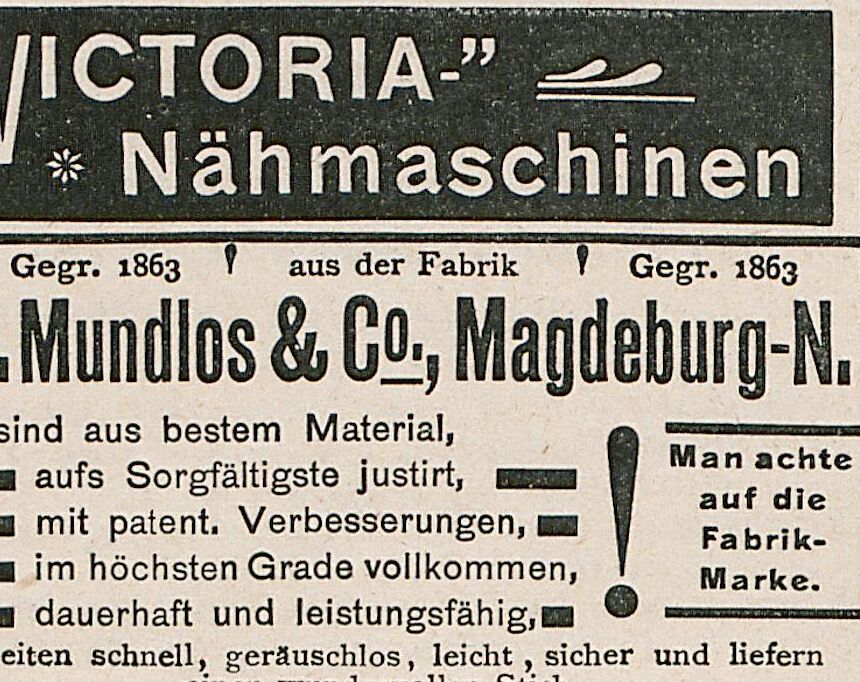 VICTORIA-”
Nähmaschinen
Gegr. 1863 ! aus der Fabrik ! Gegr. 1863
. Mundlos & Co., Magdeburg-N.
sind aus bestem Material,
aufs Sorgfältigste justirt,
mit patent. Verbesserungen,
im höchsten Grade vollkommen,
dauerhaft und leistungsfähig,
!
Man achte
auf die
Fabrik-
Marke.
eiten schnell, geräuschlos, leicht, sicher und liefern